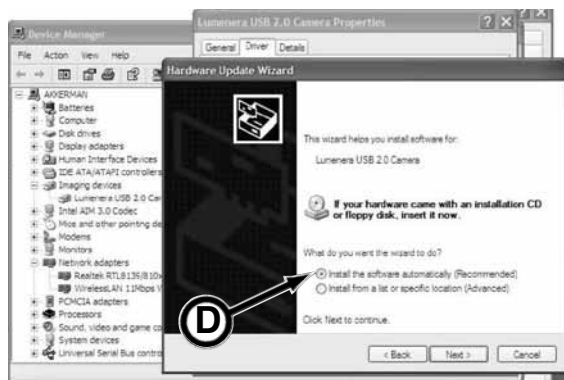 Device Manager
File Action View Help
AKKERMAN
Batteries
Computer
Disk drives
Display adapters
Human Interface Devices
IDE ATA/ATAPI controllers
Imaging devices
Lumenera USB 2.0 Cam
Intel AIM 3.0 Codec
Mice and other pointing de
Modems
Monitors
Network adapters
Realtek RTL8139/810x
WirelessLAN 11Mbps V
PCMCIA adapters
Processors
Sound, video and game co
System devices
Universal Serial Bus contro
Lumenera USB 2.0 Camera Properties
General Driver Details
Hardware Update Wizard
This wizard helps you install software for:
Lumenera USB 2.0 Camera
If your hardware came with an installation CD
or floppy disk, insert it now.
What do you want the wizard to do?
Install the software automatically (Recommended)
Install from a list or specific location (Advanced)
Click Next to continue.
D
< Back Next > Cancel